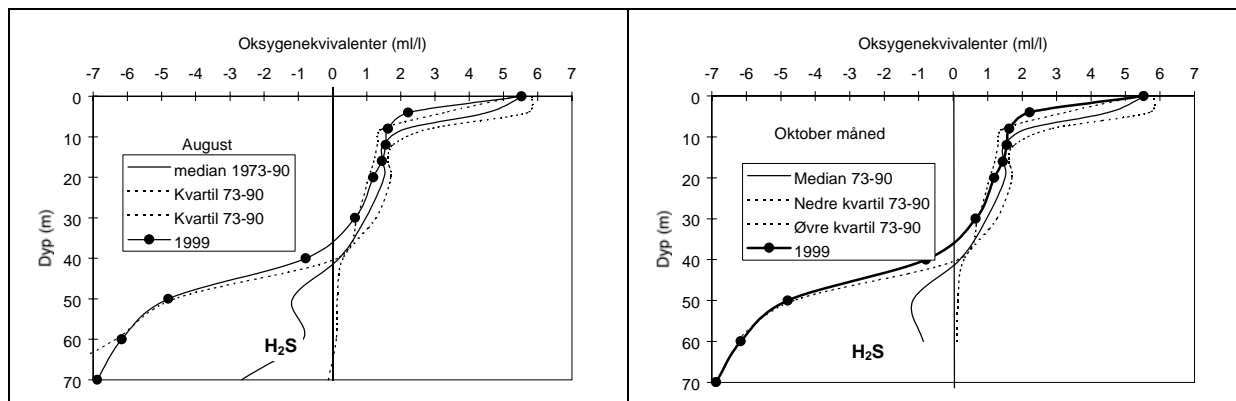 Oksygenekvivalenter (ml/l)
-7 -6 -5 -4 -3 -2 -1 0 1 2 3 4 5 6 7
0
10
20
30
40
50
60
70
Dyp (m)
August
median 1973-90
Kvartil 73-90
Kvartil 73-90
1999
H₂S
Oksygenekvivalenter (ml/l)
-7 -6 -5 -4 -3 -2 -1 0 1 2 3 4 5 6 7
0
10
20
30
40
50
60
70
Dyp (m)
Oktober måned
Median 73-90
Nedre kvartil 73-90
Øvre kvartil 73-90
1999
H₂S